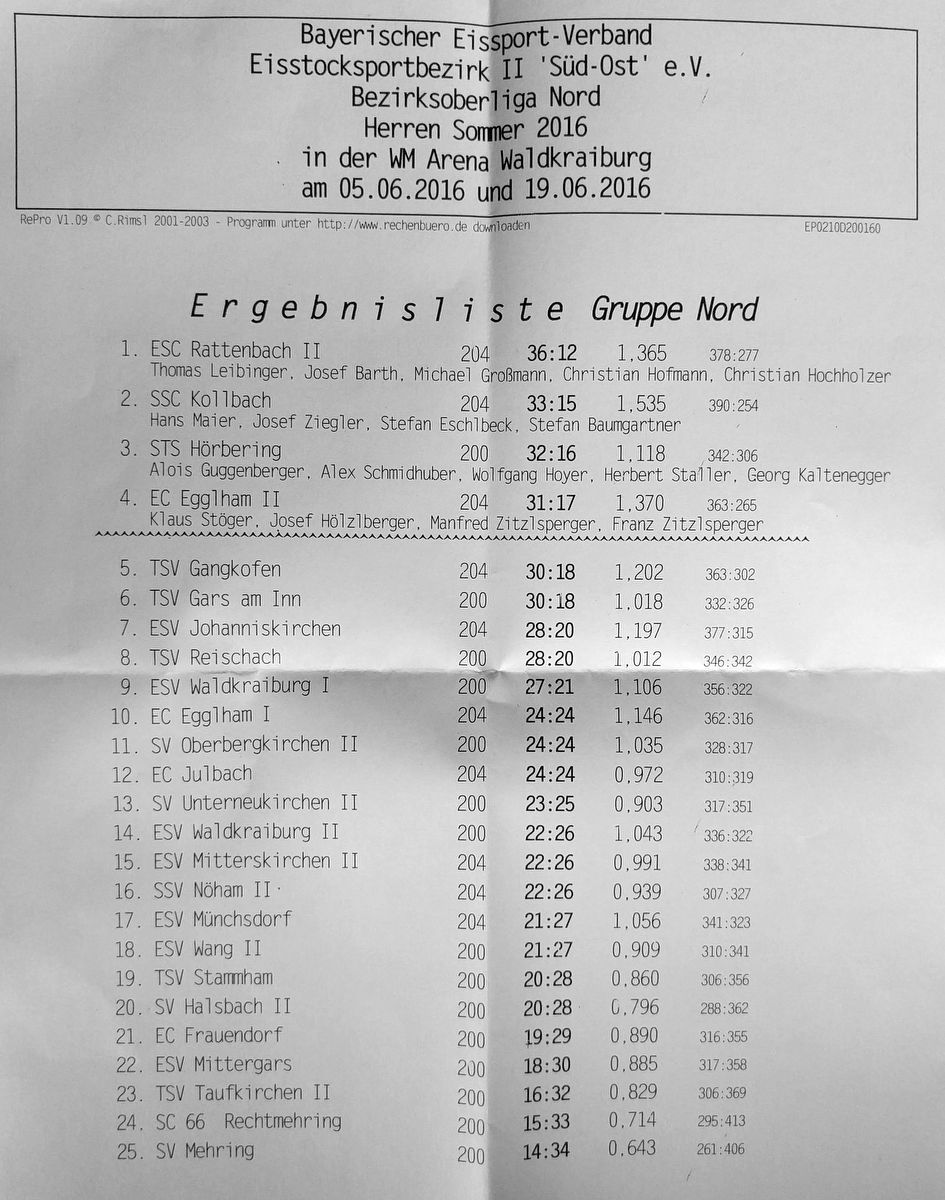 Bayerischer Eissport-Verband
Eisstocksportbezirk II 'Süd-Ost' e.V.
Bezirksoberliga Nord
Herren Sommer 2016
in der WM Arena Waldkraiburg
am 05.06.2016 und 19.06.2016
RePro V1.09 © C.Rimsl 2001-2003 - Programm unter http://www.rechenbuero.de downloaden EP0210D200160
Ergebnisliste Gruppe Nord
1. ESC Rattenbach II 204 36:12 1,365 378:277
Thomas Leibinger, Josef Barth, Michael Großmann, Christian Hofmann, Christian Hochholzer
2. SSC Kollbach 204 33:15 1,535 390:254
Hans Maier, Josef Ziegler, Stefan Eschlbeck, Stefan Baumgartner
3. STS Hörbering 200 32:16 1,118 342:306
Alois Guggenberger, Alex Schmidhuber, Wolfgang Hoyer, Herbert Staller, Georg Kaltenegger
4. EC Egglham II 204 31:17 1,370 363:265
Klaus Stöger, Josef Hölzlberger, Manfred Zitzlsperger, Franz Zitzlsperger
5. TSV Gangkofen 204 30:18 1,202 363:302
6. TSV Gars am Inn 200 30:18 1,018 332:326
7. ESV Johanniskirchen 204 28:20 1,197 377:315
8. TSV Reischach 200 28:20 1,012 346:342
9. ESV Waldkraiburg I 200 27:21 1,106 356:322
10. EC Egglham I 204 24:24 1,146 362:316
11. SV Oberbergkirchen II 200 24:24 1,035 328:317
12. EC Julbach 204 24:24 0,972 310:319
13. SV Unterneukirchen II 200 23:25 0,903 317:351
14. ESV Waldkraiburg II 200 22:26 1,043 336:322
15. ESV Mitterskirchen II 204 22:26 0,991 338:341
16. SSV Nöham II 204 22:26 0,939 307:327
17. ESV Münchsdorf 204 21:27 1,056 341:323
18. ESV Wang II 200 21:27 0,909 310:341
19. TSV Stammham 200 20:28 0,860 306:356
20. SV Halsbach II 200 20:28 0,796 288:362
21. EC Frauendorf 200 19:29 0,890 316:355
22. ESV Mittergars 200 18:30 0,885 317:358
23. TSV Taufkirchen II 200 16:32 0,829 306:369
24. SC 66 Rechtmehring 200 15:33 0,714 295:413
25. SV Mehring 200 14:34 0,643 261:406